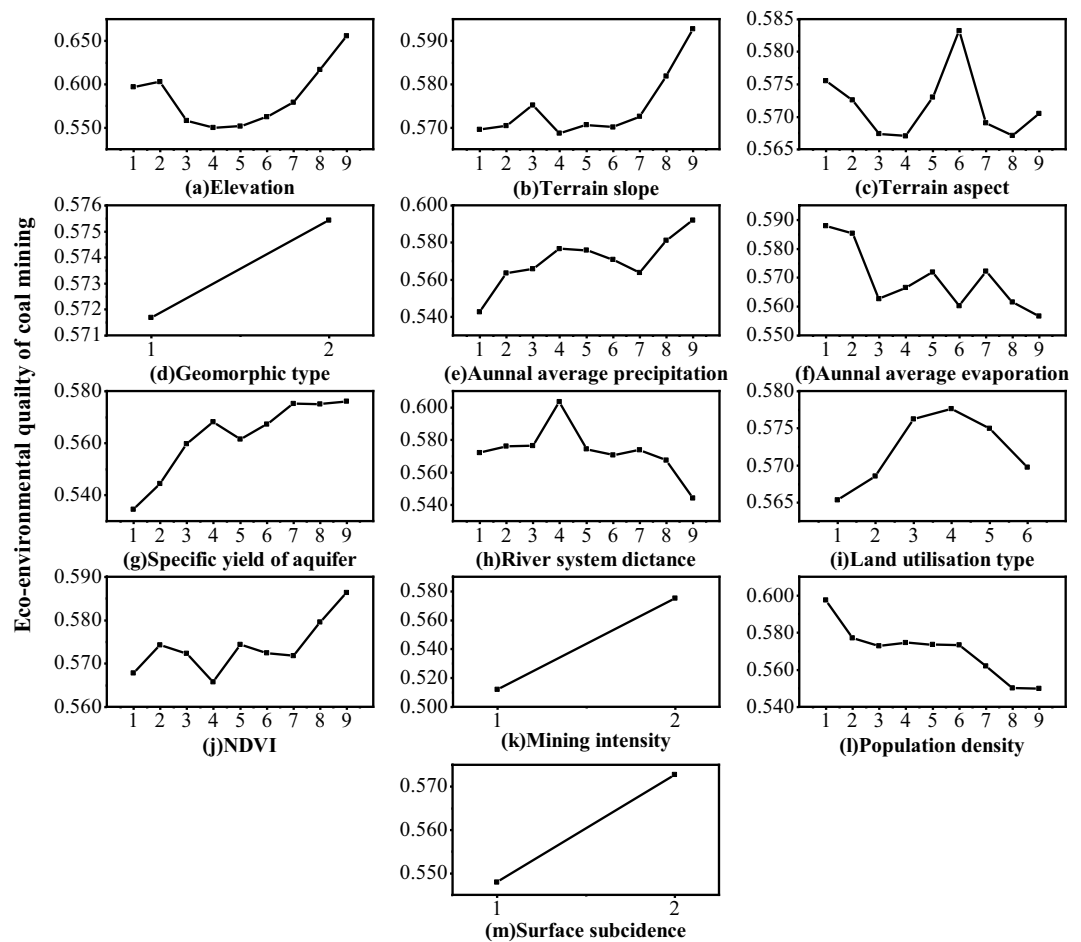 Eco-environmental quailty of coal mining
0.650
0.600
0.550
1 2 3 4 5 6 7 8 9
(a)Elevation
0.590
0.580
0.570
1 2 3 4 5 6 7 8 9
(b)Terrain slope
0.585
0.580
0.575
0.570
0.565
1 2 3 4 5 6 7 8 9
(c)Terrain aspect
0.576
0.575
0.574
0.573
0.572
0.571
1 2
(d)Geomorphic type
0.600
0.580
0.560
0.540
1 2 3 4 5 6 7 8 9
(e)Aunnal average precipitation
0.590
0.580
0.570
0.560
0.550
1 2 3 4 5 6 7 8 9
(f)Aunnal average evaporation
0.580
0.560
0.540
1 2 3 4 5 6 7 8 9
(g)Specific yield of aquifer
0.600
0.580
0.560
0.540
1 2 3 4 5 6 7 8 9
(h)River system dictance
0.580
0.575
0.570
0.565
1 2 3 4 5 6
(i)Land utilisation type
0.590
0.580
0.570
0.560
1 2 3 4 5 6 7 8 9
(j)NDVI
0.580
0.560
0.540
0.520
0.500
1 2
(k)Mining intensity
0.600
0.580
0.560
0.540
1 2 3 4 5 6 7 8 9
(l)Population density
0.570
0.560
0.550
1 2
(m)Surface subcidence